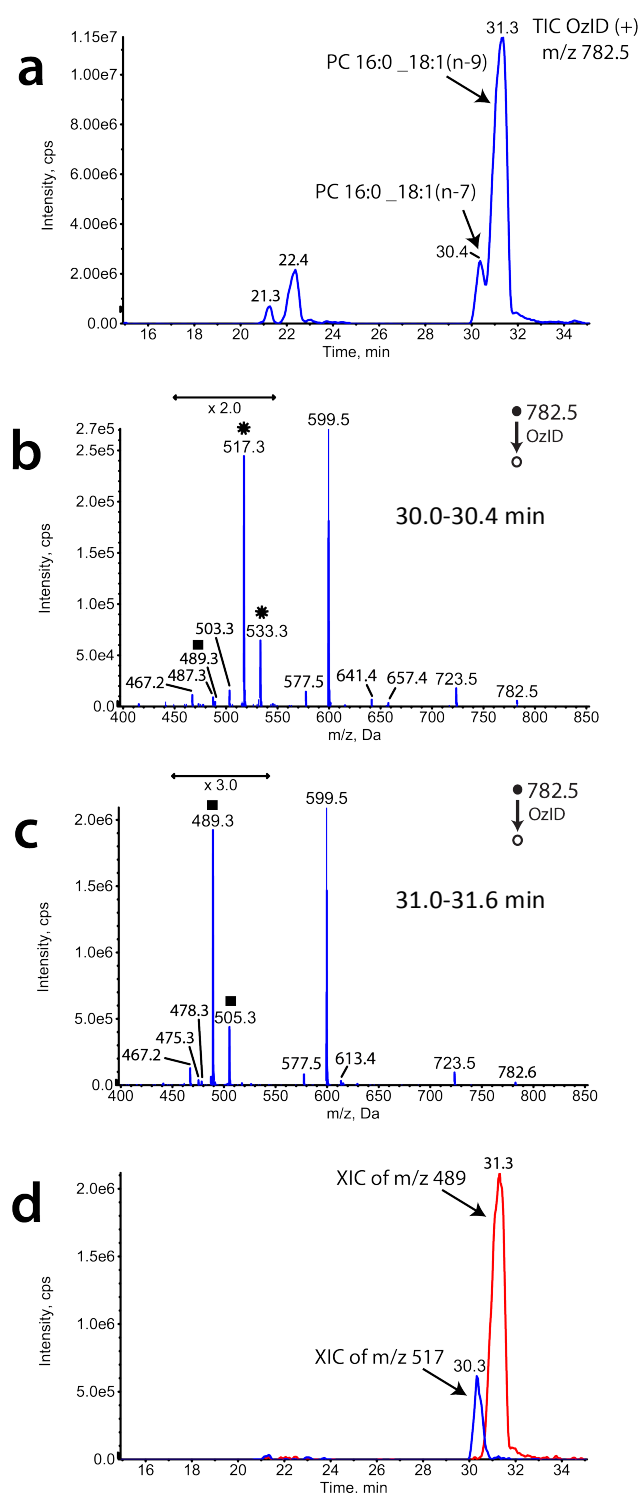 a
TIC OzID (+)
m/z 782.5
31.3
PC 16:0 _18:1(n-9)
PC 16:0 _18:1(n-7)
30.4
22.4
21.3
1.15e7
1.00e7
8.00e6
6.00e6
4.00e6
2.00e6
0.00
Intensity, cps
16 18 20 22 24 26 28 30 32 34
Time, min
b
x 2.0
782.5
OzID
30.0-30.4 min
599.5
517.3
533.3
503.3
489.3
487.3
467.2
577.5
641.4
657.4
723.5
782.5
2.7e5
2.5e5
2.0e5
1.5e5
1.0e5
5.0e4
0.0
Intensity, cps
400 450 500 550 600 650 700 750 800 850
m/z, Da
c
x 3.0
782.5
OzID
31.0-31.6 min
599.5
489.3
505.3
478.3
475.3
467.2
577.5
613.4
723.5
782.6
2.0e6
1.5e6
1.0e6
5.0e5
0.0
Intensity, cps
400 450 500 550 600 650 700 750 800 850
m/z, Da
d
31.3
XIC of m/z 489
XIC of m/z 517
30.3
2.0e6
1.5e6
1.0e6
5.0e5
0.0
Intensity, cps
16 18 20 22 24 26 28 30 32 34
Time, min